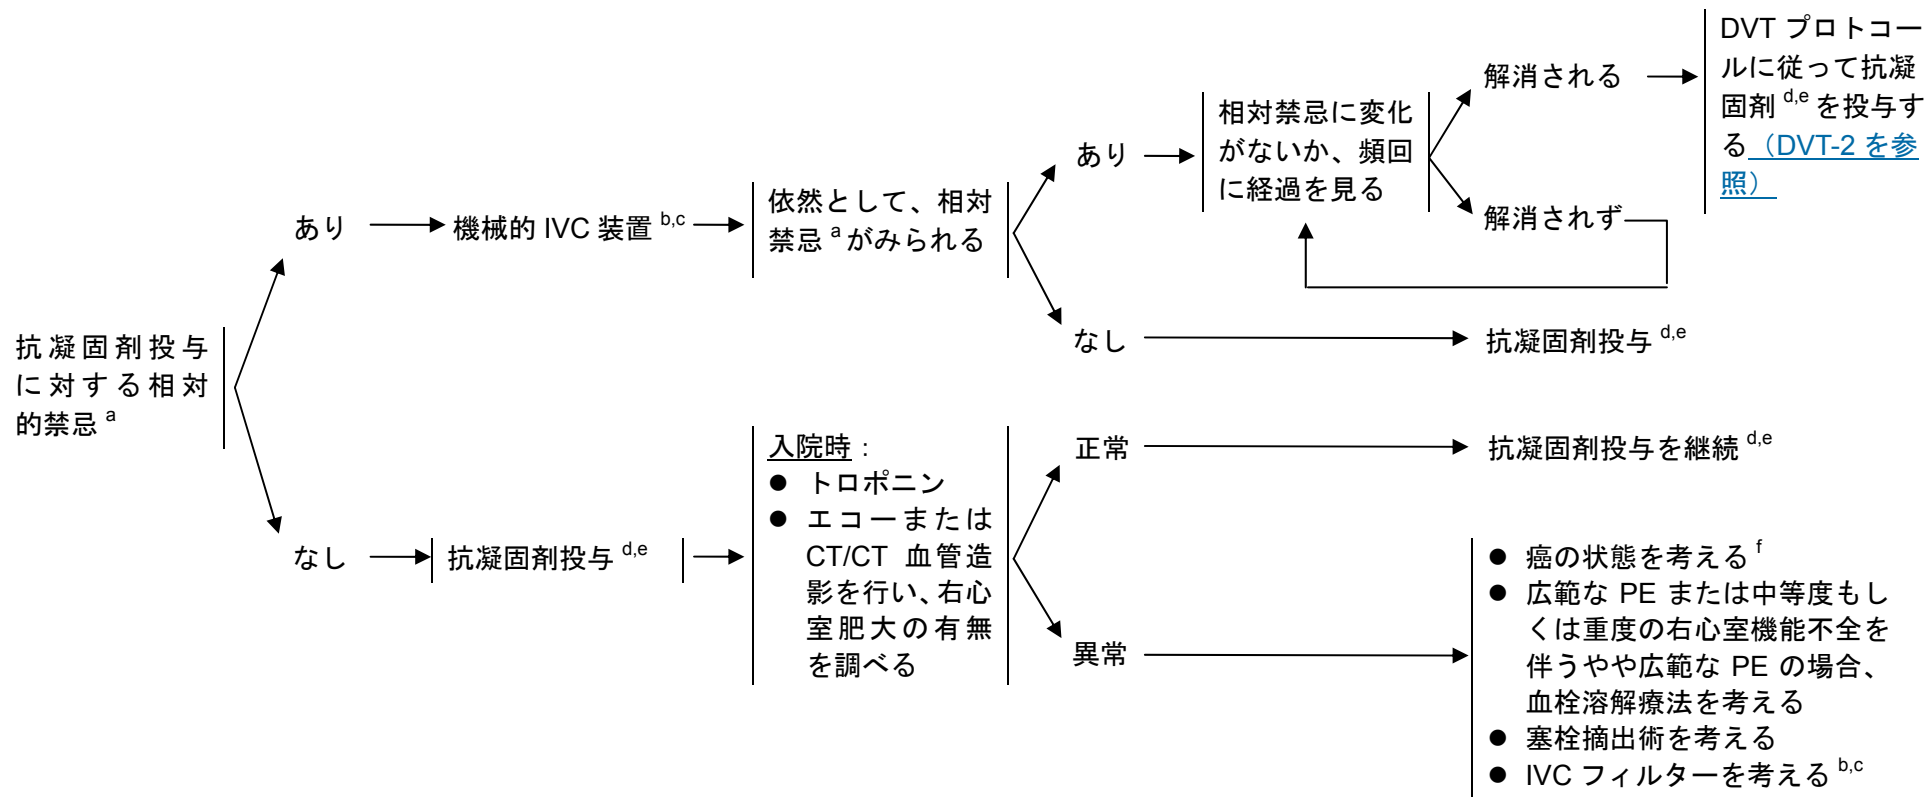 抗凝固剤投与
に対する相対
的禁忌 a
あり
機械的 IVC 装置 b,c
依然として、相対
禁忌 a がみられる
あり
相対禁忌に変化
がないか、頻回
に経過を見る
解消される
DVT プロトコー
ルに従って抗凝
固剤 d,e を投与す
る（DVT-2 を参
照）
解消されず
なし
抗凝固剤投与 d,e
なし
抗凝固剤投与 d,e
入院時：
● トロポニン
● エコーまたは
CT/CT 血管造
影を行い、右心
室肥大の有無
を調べる
正常
抗凝固剤投与を継続 d,e
異常
● 癌の状態を考える f
● 広範な PE または中等度もし
くは重度の右心室機能不全を
伴うやや広範な PE の場合、
血栓溶解療法を考える
● 塞栓摘出術を考える
● IVC フィルターを考える b,c